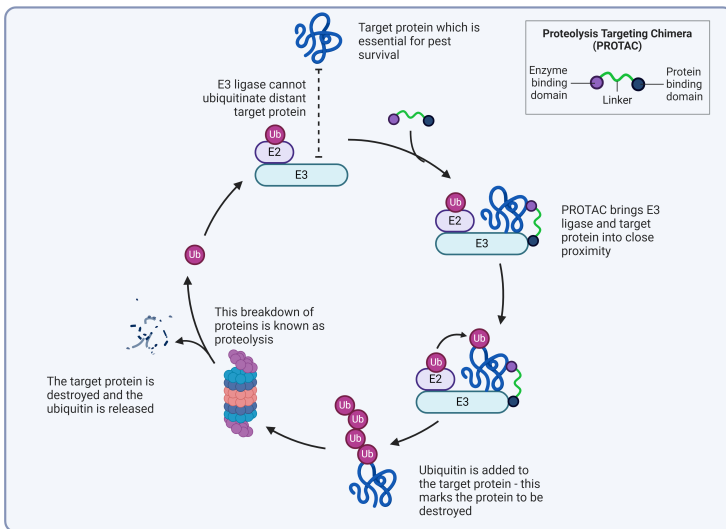 Target protein which is
essential for pest
survival
Proteolysis Targeting Chimera
(PROTAC)
Enzyme
binding
domain
Linker
Protein
binding
domain
E3 ligase cannot
ubiquitinate distant
target protein
Ub
E2
E3
Ub
E2
E3
PROTAC brings E3
ligase and target
protein into close
proximity
Ub
Ub
E2
E3
Ub
Ub
Ub
Ub
Ubiquitin is added to
the target protein - this
marks the protein to be
destroyed
This breakdown of
proteins is known as
proteolysis
The target protein is
destroyed and the
ubiquitin is released
Ub